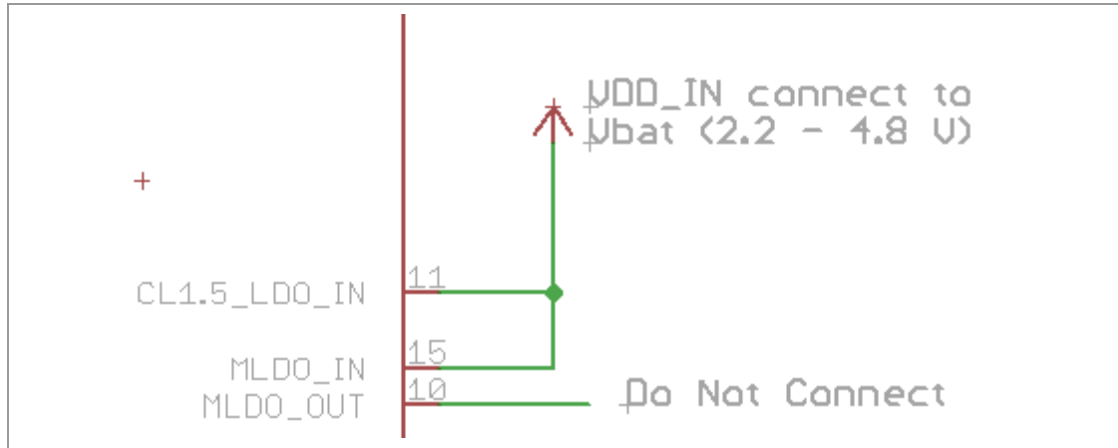 VDD_IN connect to
Vbat (2.2 - 4.8 V)
11
CL1.5_LDO_IN
15
MLDO_IN
10
MLDO_OUT
Do Not Connect